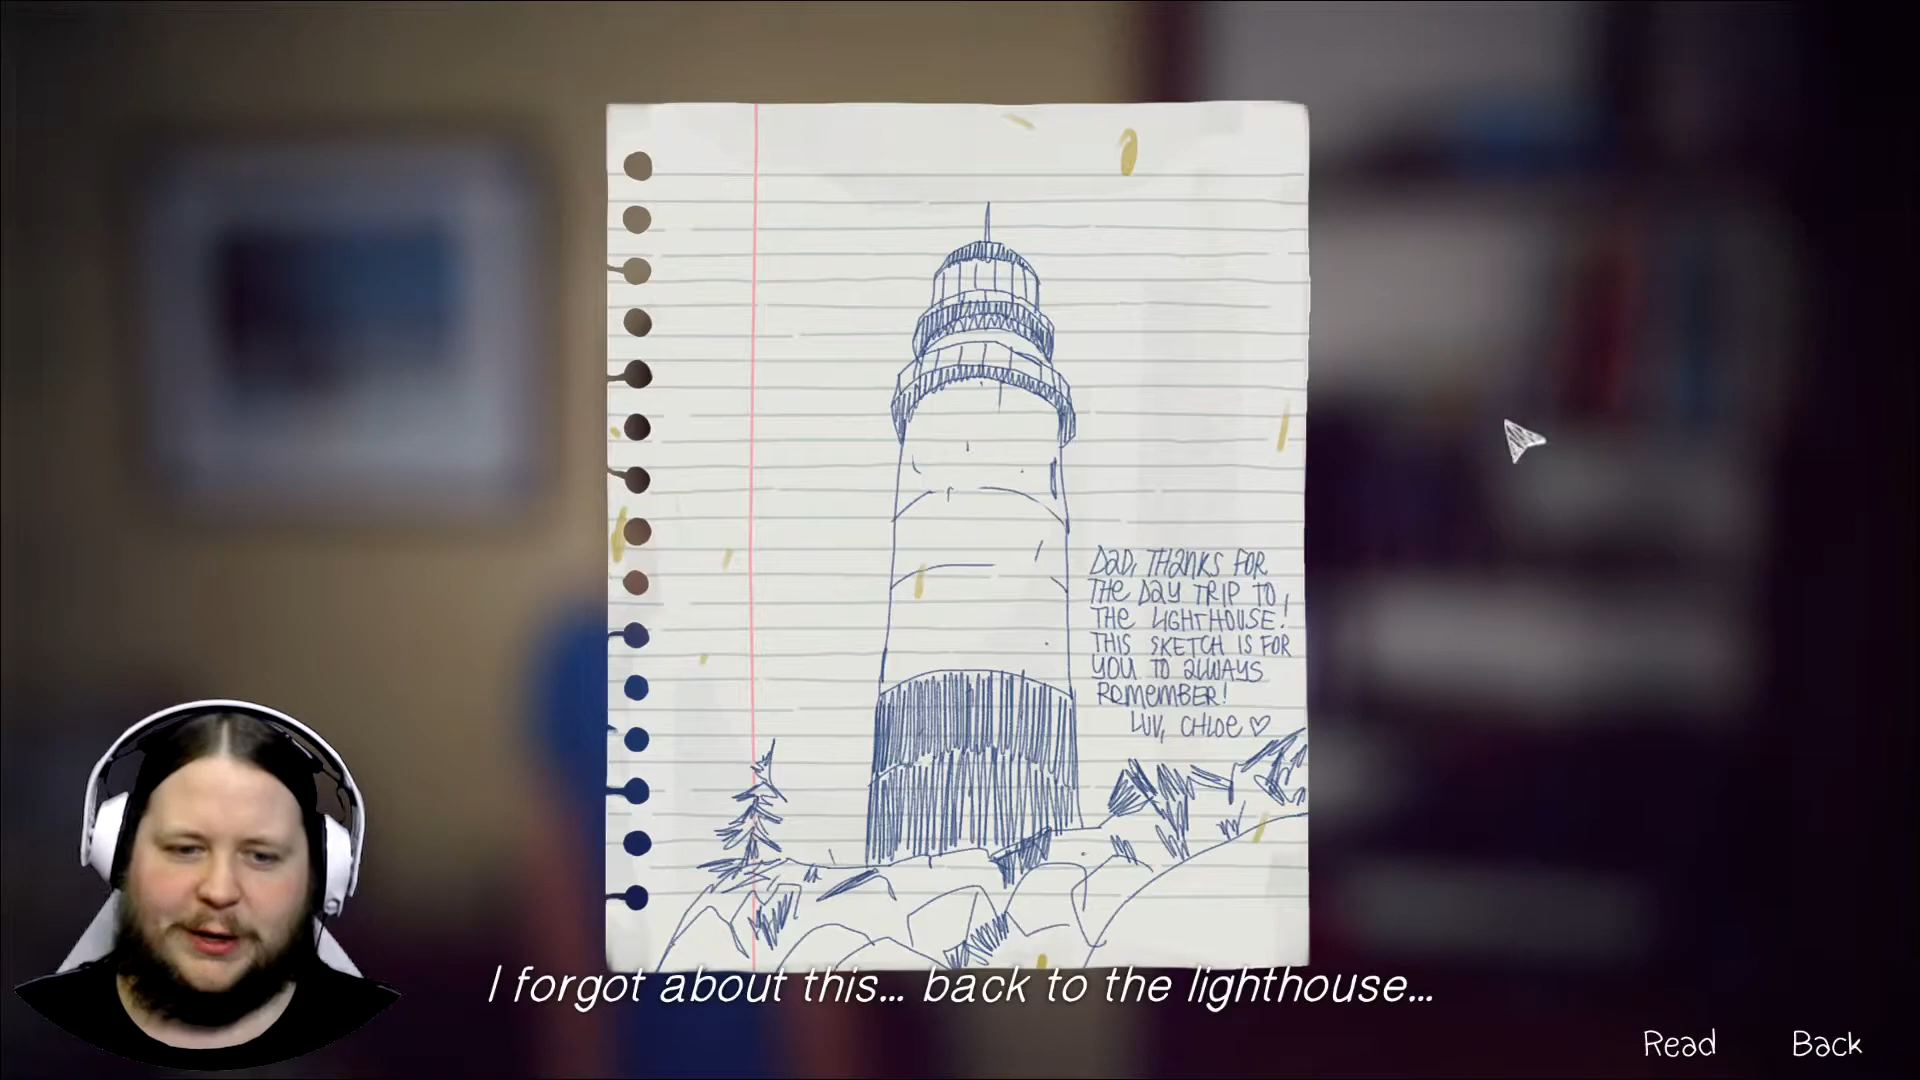 DAD, THANKS FOR
THE DAY TRIP TO
THE LIGHTHOUSE!
THIS SKETCH IS FOR
YOU TO ALWAYS
REMEMBER!
LUV, CHLOE ♡
I forgot about this... back to the lighthouse...
Read Back